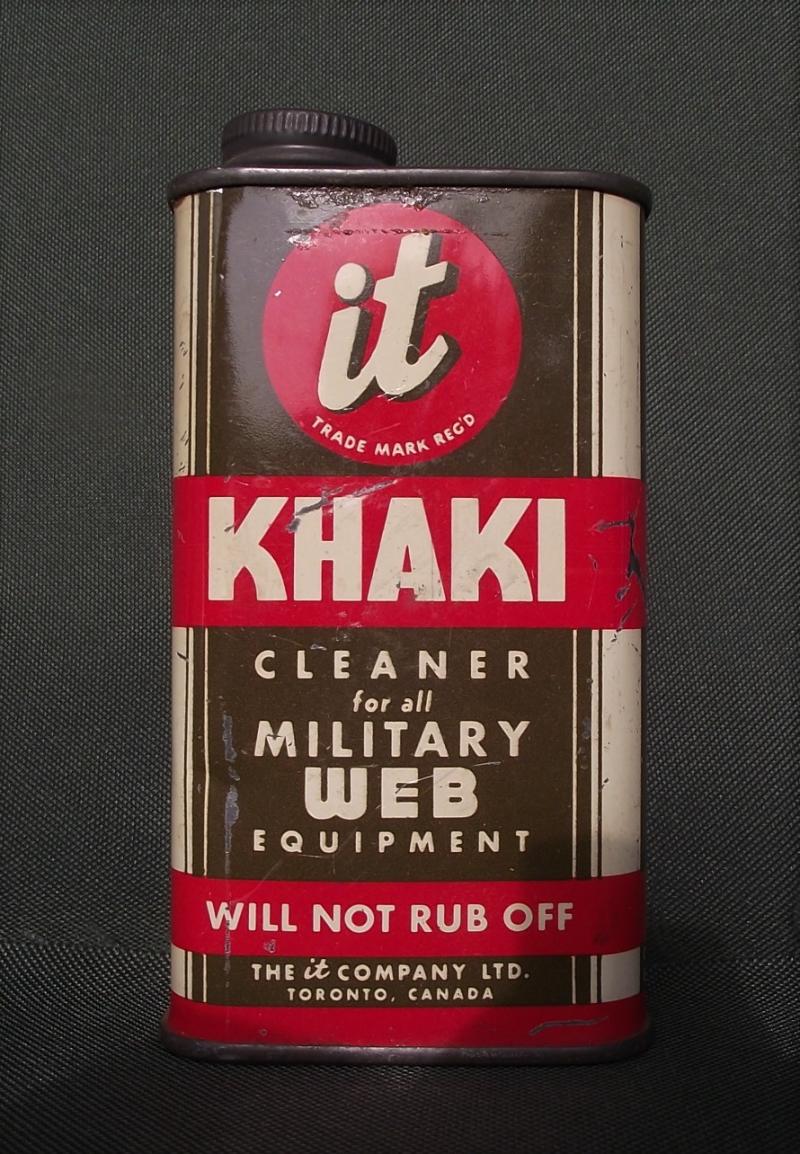 it
TRADE MARK REG'D
KHAKI
CLEANER
for all
MILITARY
WEB
EQUIPMENT
WILL NOT RUB OFF
THE it COMPANY LTD.
TORONTO, CANADA